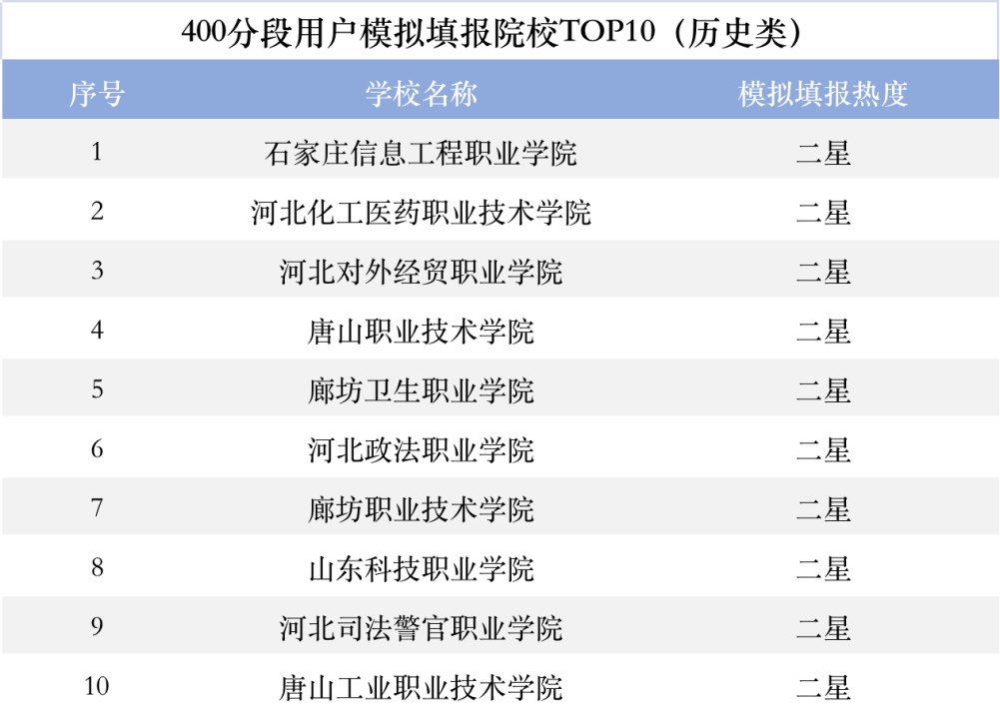 400分段用户模拟填报院校TOP10（历史类）
序号 学校名称 模拟填报热度
1 石家庄信息工程职业学院 二星
2 河北化工医药职业技术学院 二星
3 河北对外经贸职业学院 二星
4 唐山职业技术学院 二星
5 廊坊卫生职业学院 二星
6 河北政法职业学院 二星
7 廊坊职业技术学院 二星
8 山东科技职业学院 二星
9 河北司法警官职业学院 二星
10 唐山工业职业技术学院 二星